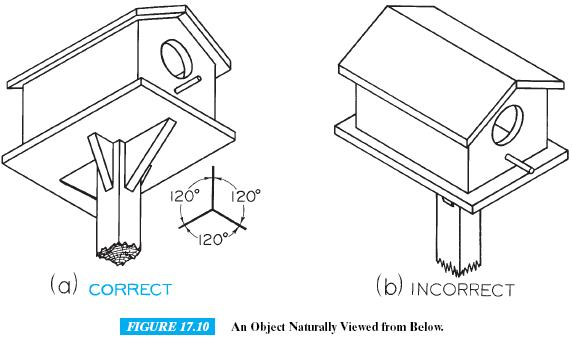 120° 120°
120°
(a) CORRECT
(b) INCORRECT
FIGURE 17.10 An Object Naturally Viewed from Below.